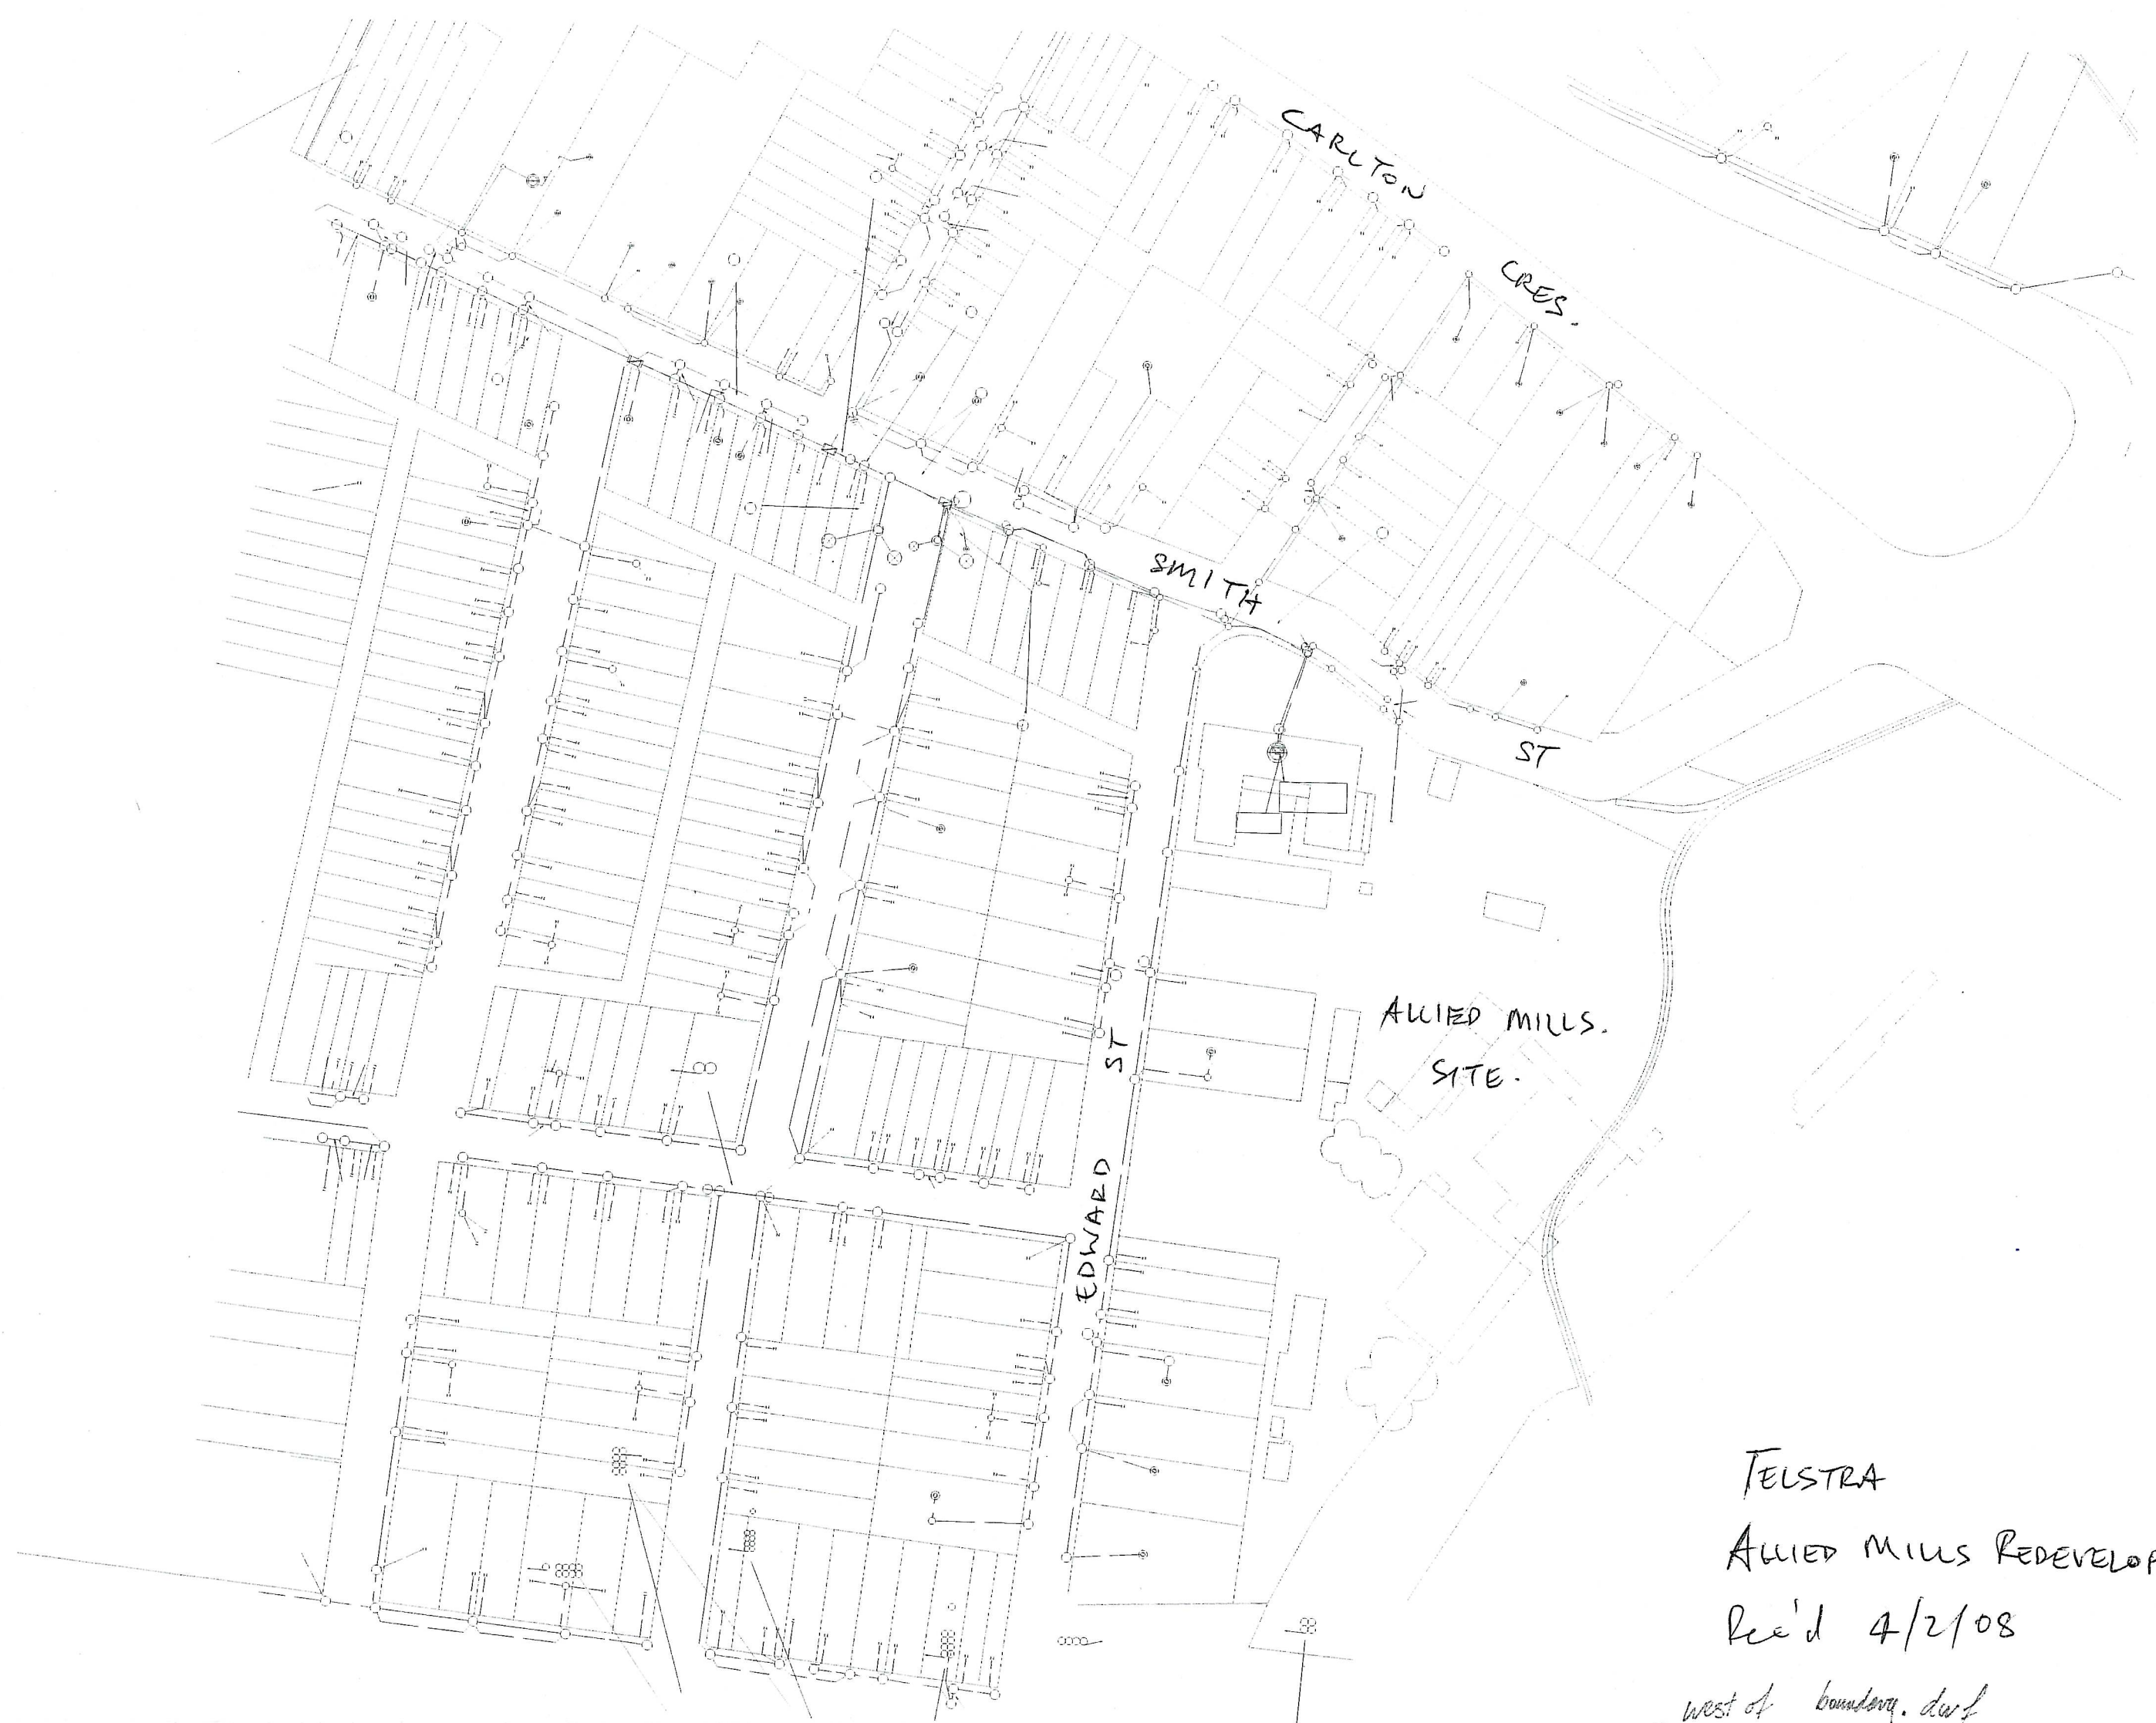 CARLTON
CRES.
SMITH
ST
ALLIED MILLS.
SITE.
EDWARD ST
TELSTRA
ALLIED MILLS REDEVELOP
Rec'd 4/2/08
west of boundary.